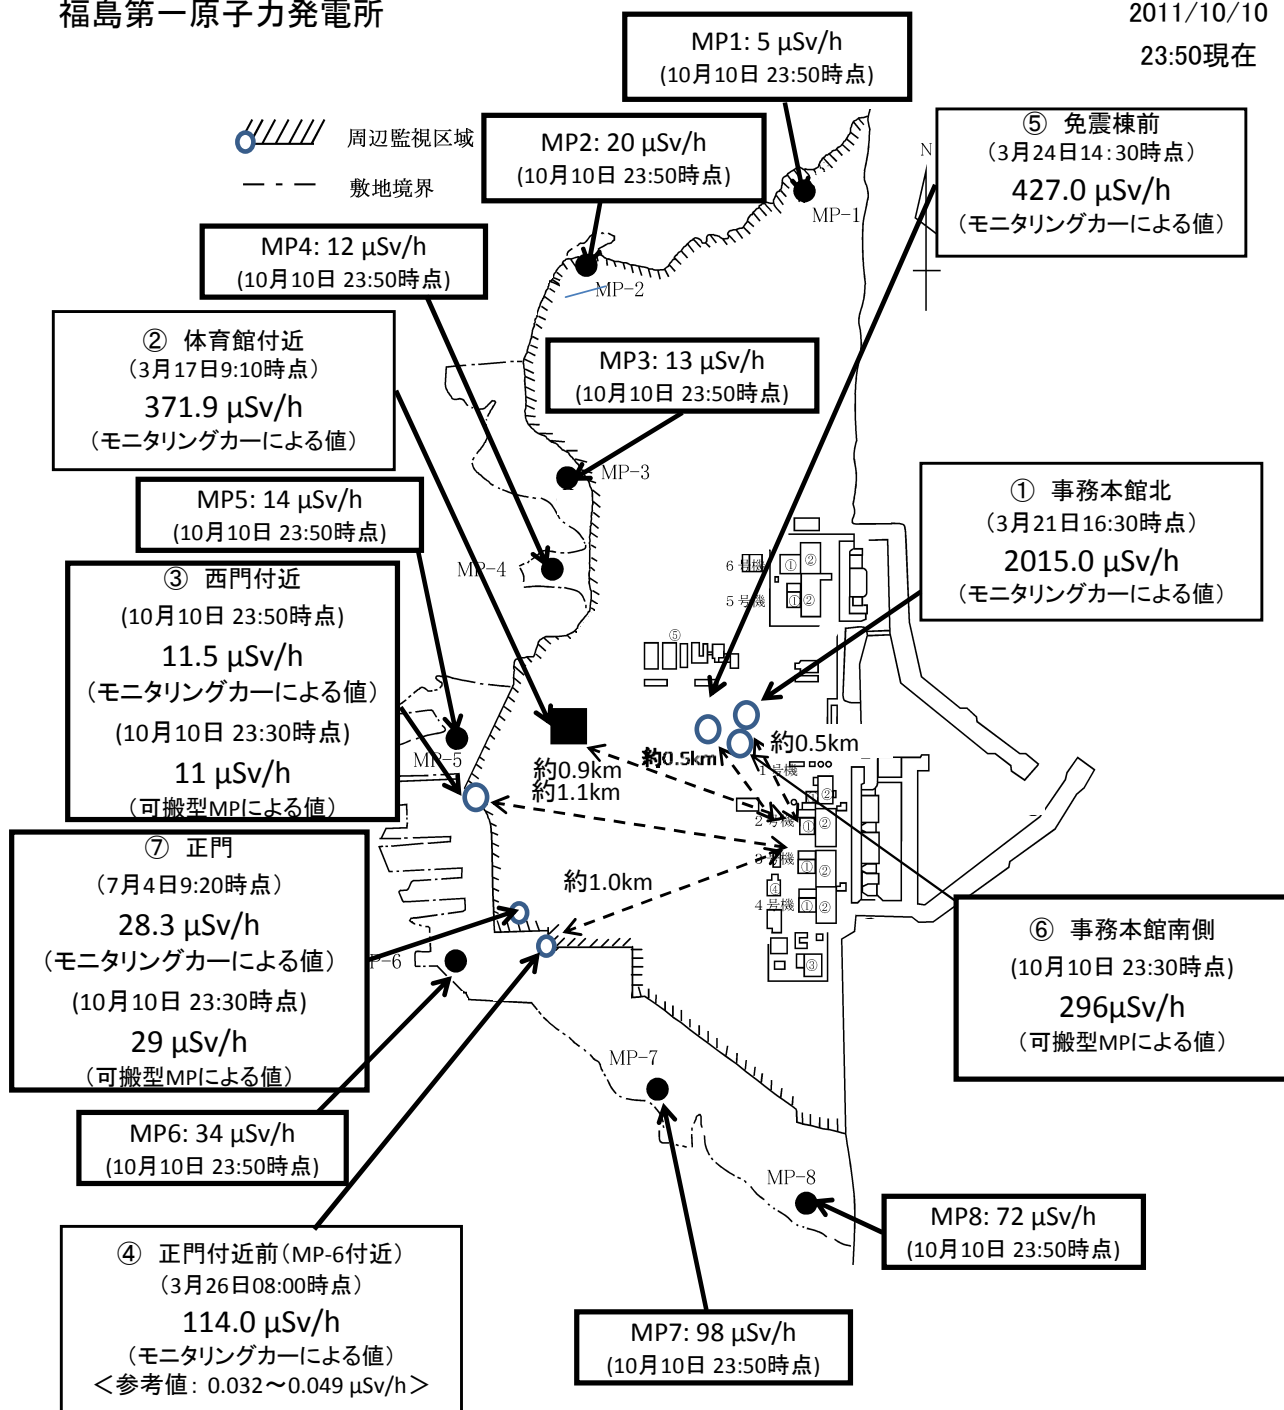 福島第一原子力発電所
2011/10/10
23:50現在
MP1: 5 μSv/h
(10月10日 23:50時点)
周辺監視区域
敷地境界
MP2: 20 μSv/h
(10月10日 23:50時点)
⑤ 免震棟前
(3月24日14:30時点)
427.0 μSv/h
(モニタリングカーによる値)
N
MP-1
MP4: 12 μSv/h
(10月10日 23:50時点)
MP-2
② 体育館付近
(3月17日9:10時点)
371.9 μSv/h
(モニタリングカーによる値)
MP3: 13 μSv/h
(10月10日 23:50時点)
MP-3
MP5: 14 μSv/h
(10月10日 23:50時点)
① 事務本館北
(3月21日16:30時点)
2015.0 μSv/h
(モニタリングカーによる値)
MP-4
③ 西門付近
(10月10日 23:50時点)
11.5 μSv/h
(モニタリングカーによる値)
(10月10日 23:30時点)
11 μSv/h
(可搬型MPによる値)
6号機
①
②
5号機
①
②
⑤
MP-5
約0.9km
約1.1km
約0.5km
約0.5km
1号機
②
2号機
①
②
3号機
①
②
④
4号機
①
②
③
約1.0km
⑦ 正門
(7月4日9:20時点)
28.3 μSv/h
(モニタリングカーによる値)
(10月10日 23:30時点)
29 μSv/h
(可搬型MPによる値)
P-6
⑥ 事務本館南側
(10月10日 23:30時点)
296μSv/h
(可搬型MPによる値)
MP-7
MP6: 34 μSv/h
(10月10日 23:50時点)
MP-8
MP8: 72 μSv/h
(10月10日 23:50時点)
④ 正門付近前(MP-6付近)
(3月26日08:00時点)
114.0 μSv/h
(モニタリングカーによる値)
<参考値: 0.032～0.049 μSv/h>
MP7: 98 μSv/h
(10月10日 23:50時点)